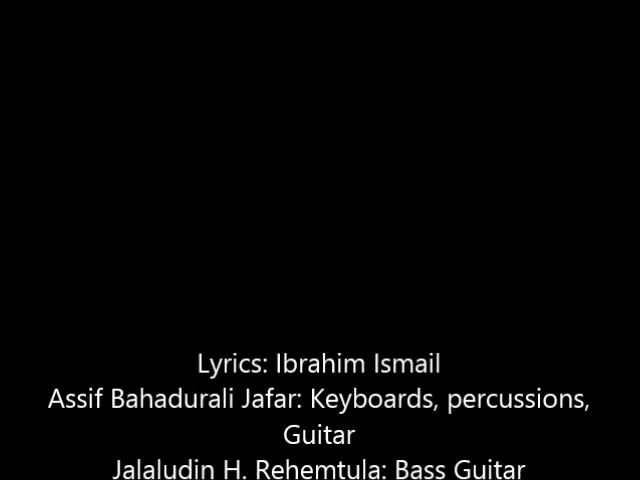 Lyrics: Ibrahim Ismail
Assif Bahadurali Jafar: Keyboards, percussions,
Guitar
Jalaludin H. Rehemtula: Bass Guitar